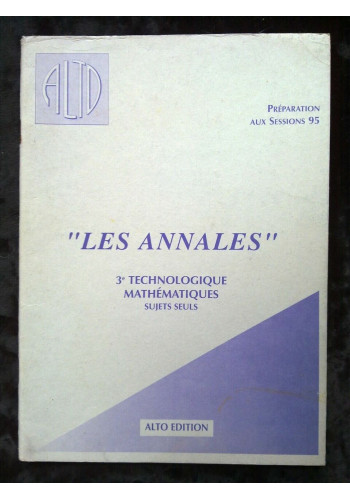 ALTO
PRÉPARATION
AUX SESSIONS 95
"LES ANNALES"
3e TECHNOLOGIQUE
MATHÉMATIQUES
SUJETS SEULS
ALTO EDITION